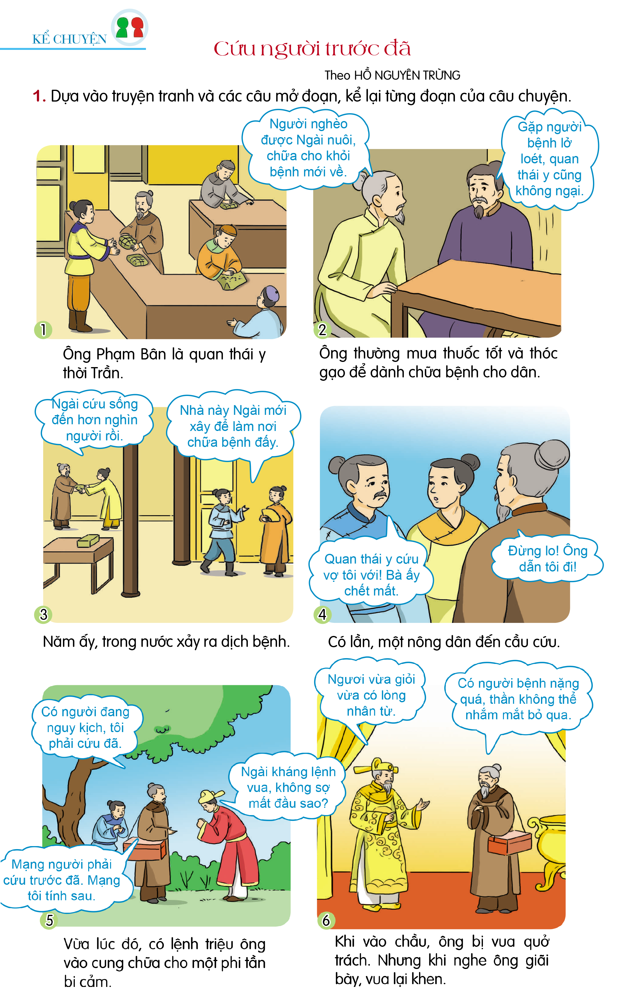 KỂ CHUYỆN
Cứu người trước đã
Theo HỒ NGUYÊN TRỪNG
1. Dựa vào truyện tranh và các câu mở đoạn, kể lại từng đoạn của câu chuyện.
Người nghèo
được Ngài nuôi,
chữa cho khỏi
bệnh mới về.
Gặp người
bệnh lở
loét, quan
thái y cũng
không ngại.
1
Ông Phạm Bân là quan thái y
thời Trần.
2
Ông thường mua thuốc tốt và thóc
gạo để dành chữa bệnh cho dân.
Ngài cứu sống
đến hơn nghìn
người rồi.
Nhà này Ngài mới
xây để làm nơi
chữa bệnh đấy.
3
Năm ấy, trong nước xảy ra dịch bệnh.
Quan thái y cứu
vợ tôi với! Bà ấy
chết mất.
Đừng lo! Ông
dẫn tôi đi!
4
Có lần, một nông dân đến cầu cứu.
Có người đang
nguy kịch, tôi
phải cứu đã.
Ngài kháng lệnh
vua, không sợ
mất đầu sao?
Mạng người phải
cứu trước đã. Mạng
tôi tính sau.
5
Vừa lúc đó, có lệnh triệu ông
vào cung chữa cho một phi tần
bi cảm.
Ngươi vừa giỏi
vừa có lòng
nhân từ.
Có người bệnh nặng
quá, thần không thể
nhắm mắt bỏ qua.
6
Khi vào chầu, ông bị vua quở
trách. Nhưng khi nghe ông giãi
bày, vua lại khen.